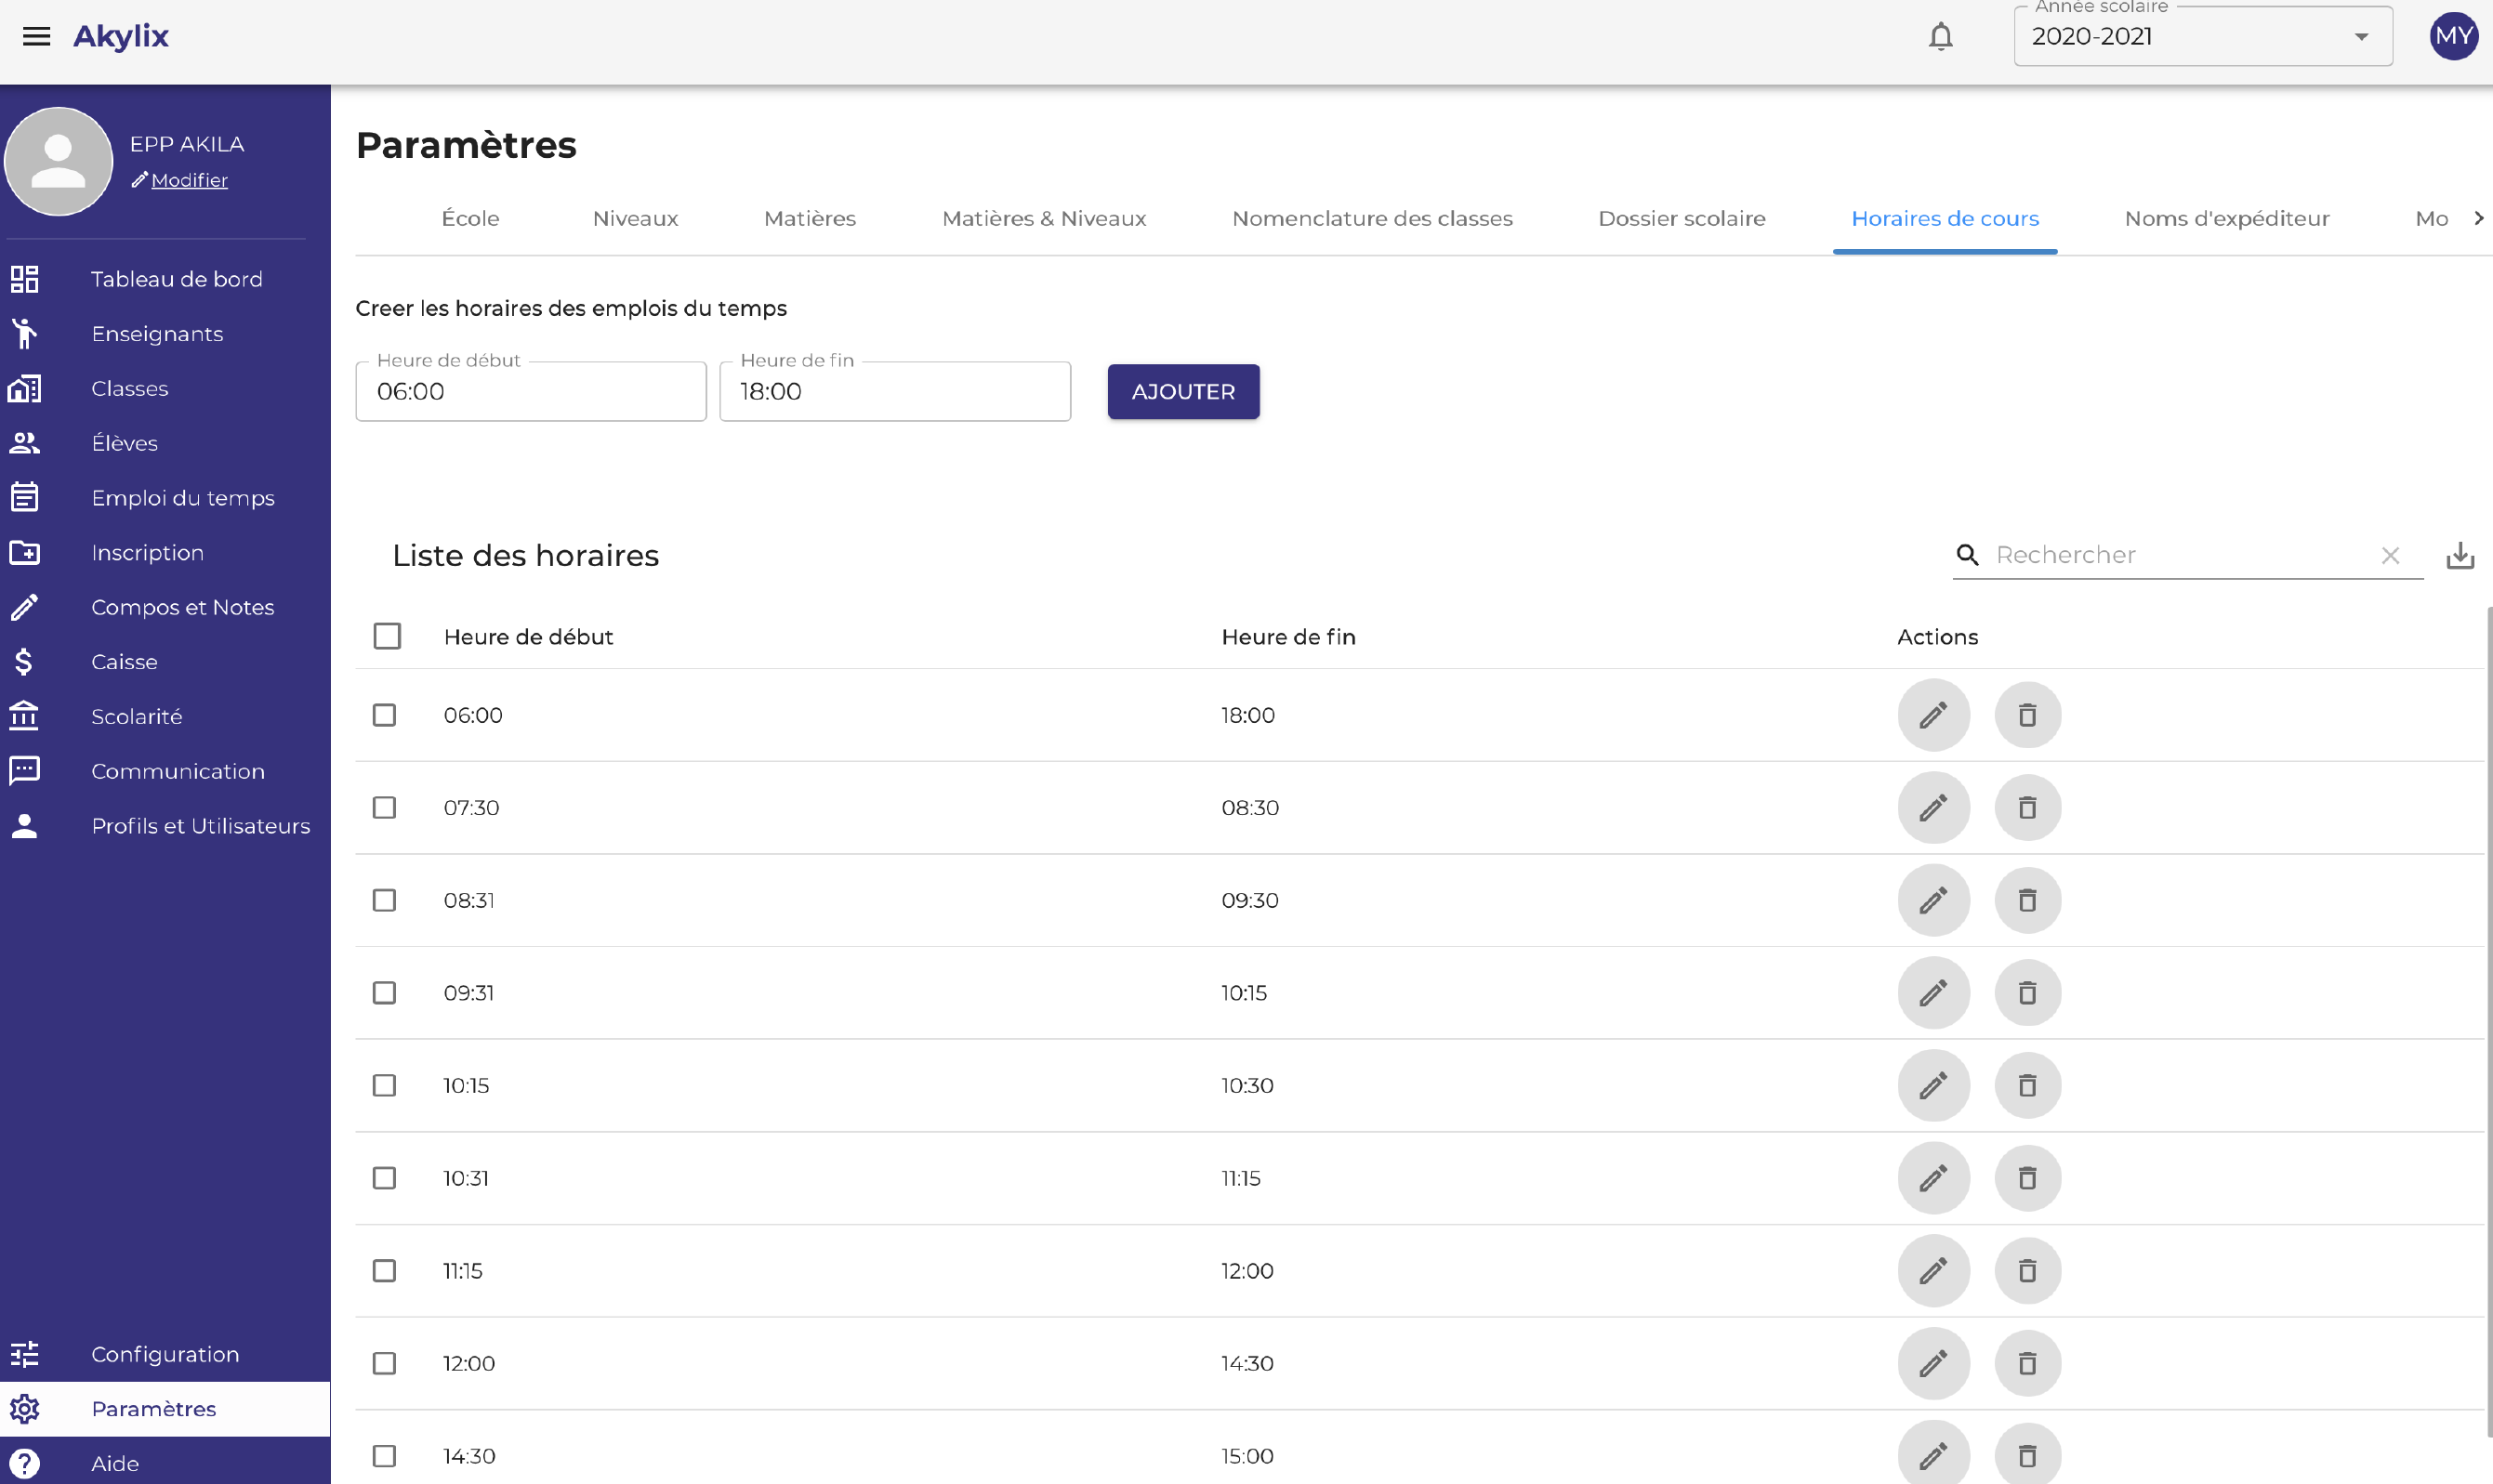 Akylix
Année scolaire
2020-2021
MY
EPP AKILA
Modifier
Tableau de bord
Enseignants
Classes
Élèves
Emploi du temps
Inscription
Compos et Notes
Caisse
Scolarité
Communication
Profils et Utilisateurs
Configuration
Paramètres
Aide
Paramètres
École Niveaux Matières Matières & Niveaux Nomenclature des classes Dossier scolaire Horaires de cours Noms d'expéditeur Mo
Creer les horaires des emplois du temps
Heure de début Heure de fin
06:00 18:00 AJOUTER
Liste des horaires Rechercher
Heure de début Heure de fin Actions
06:00 18:00
07:30 08:30
08:31 09:30
09:31 10:15
10:15 10:30
10:31 11:15
11:15 12:00
12:00 14:30
14:30 15:00